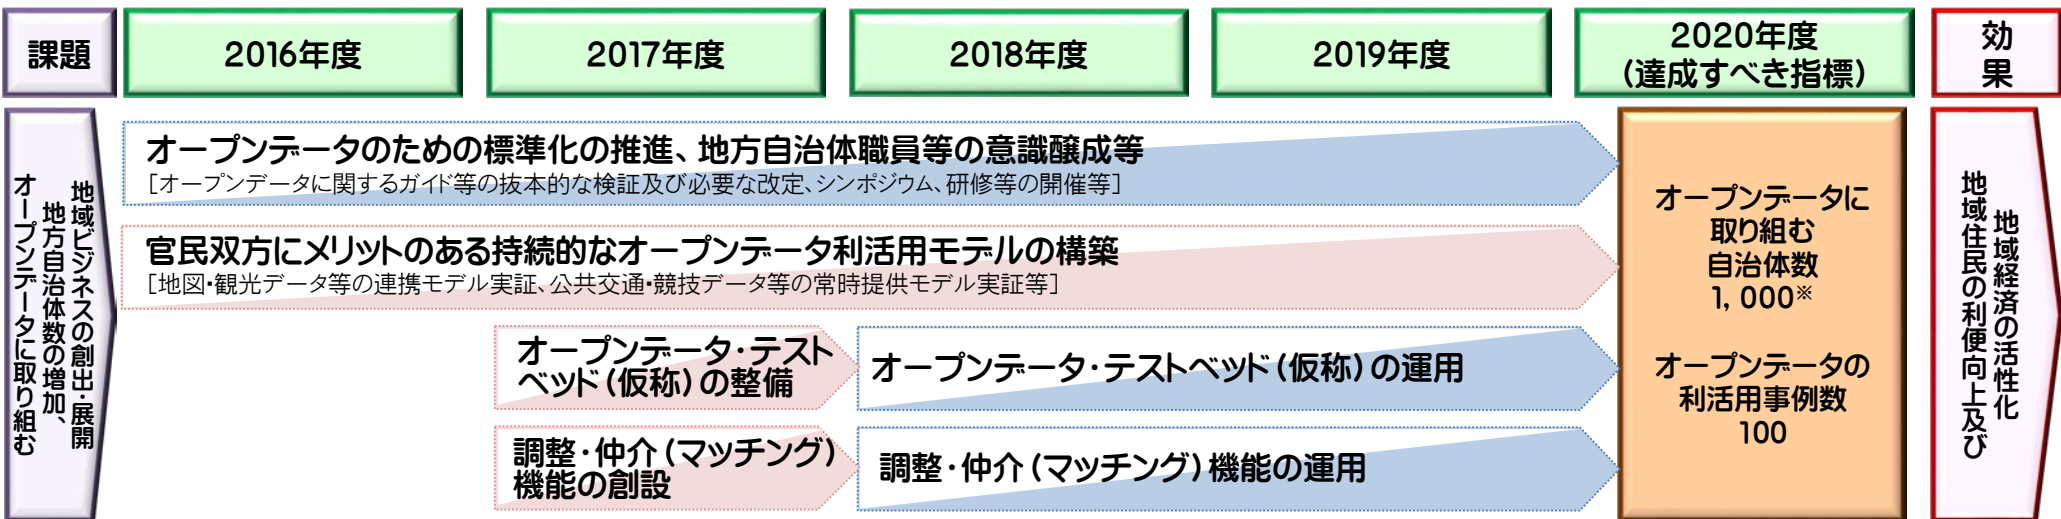 課題
2016年度
2017年度
2018年度
2019年度
2020年度
(達成すべき指標)
効
果
オープンデータに取り組む
地方自治体数の増加、
地域ビジネスの創出・展開
オープンデータのための標準化の推進、地方自治体職員等の意識醸成等
[オープンデータに関するガイド等の抜本的な検証及び必要な改定、シンポジウム、研修等の開催等]
官民双方にメリットのある持続的なオープンデータ利活用モデルの構築
[地図・観光データ等の連携モデル実証、公共交通・競技データ等の常時提供モデル実証等]
オープンデータ・テスト
ベッド(仮称)の整備
オープンデータ・テストベッド(仮称)の運用
調整・仲介(マッチング)
機能の創設
調整・仲介(マッチング)機能の運用
オープンデータに
取り組む
自治体数
1,000※
オープンデータの
利活用事例数
100
地域住民の利便向上及び
地域経済の活性化